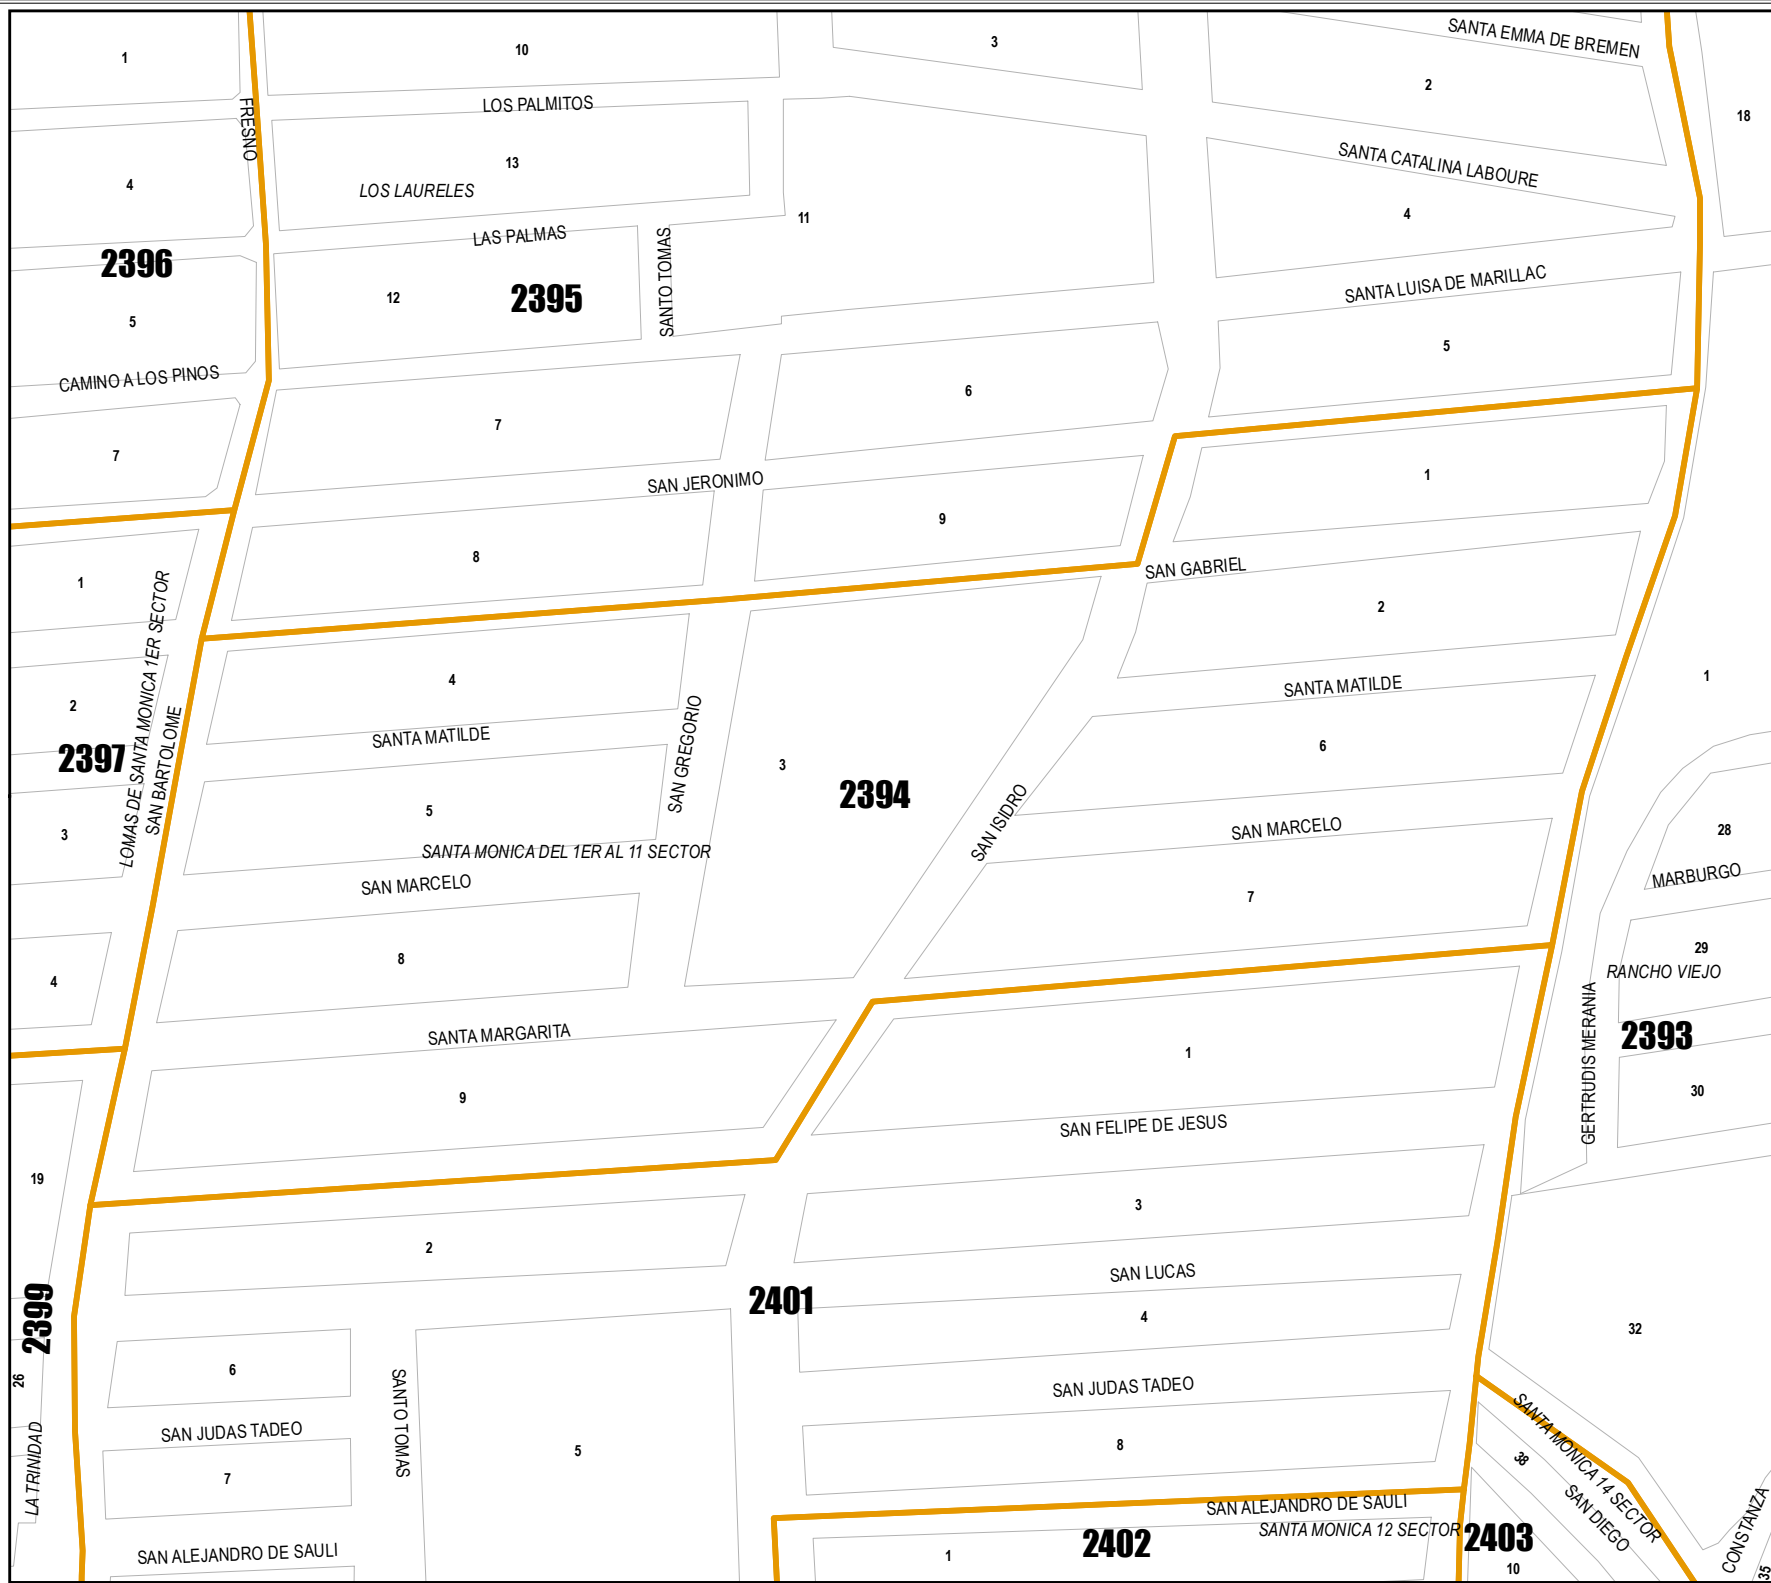 SANTA EMMA DE BREMEN
1
10
3
2
18
LOS PALMITOS
FRESNO
SANTA CATALINA LABOURE
13
4
LOS LAURELES
4
11
LAS PALMAS
SANTO TOMAS
2396
2395
12
SANTA LUISA DE MARILLAC
5
5
CAMINO A LOS PINOS
6
7
7
1
SAN JERONIMO
9
8
SAN GABRIEL
1
2
LOMAS DE SANTA MONICA 1ER SECTOR
SAN BARTOLOME
4
1
SANTA MATILDE
2
SANTA MATILDE
6
SAN GREGORIO
2397
3
2394
SAN ISIDRO
5
3
SAN MARCELO
28
SANTA MONICA DEL 1ER AL 11 SECTOR
MARBURGO
SAN MARCELO
7
29
8
RANCHO VIEJO
4
GERTRUDIS MERANIA
2393
SANTA MARGARITA
1
30
9
SAN FELIPE DE JESUS
19
3
2
SAN LUCAS
2401
2399
4
32
6
26
SANTO TOMAS
SAN JUDAS TADEO
SAN JUDAS TADEO
8
5
38
SANTA MONICA 14 SECTOR
LA TRINIDAD
7
SAN ALEJANDRO DE SAULI
SAN DIEGO
SANTA MONICA 12 SECTOR
CONSTANZA
2402
2403
SAN ALEJANDRO DE SAULI
1
10
35